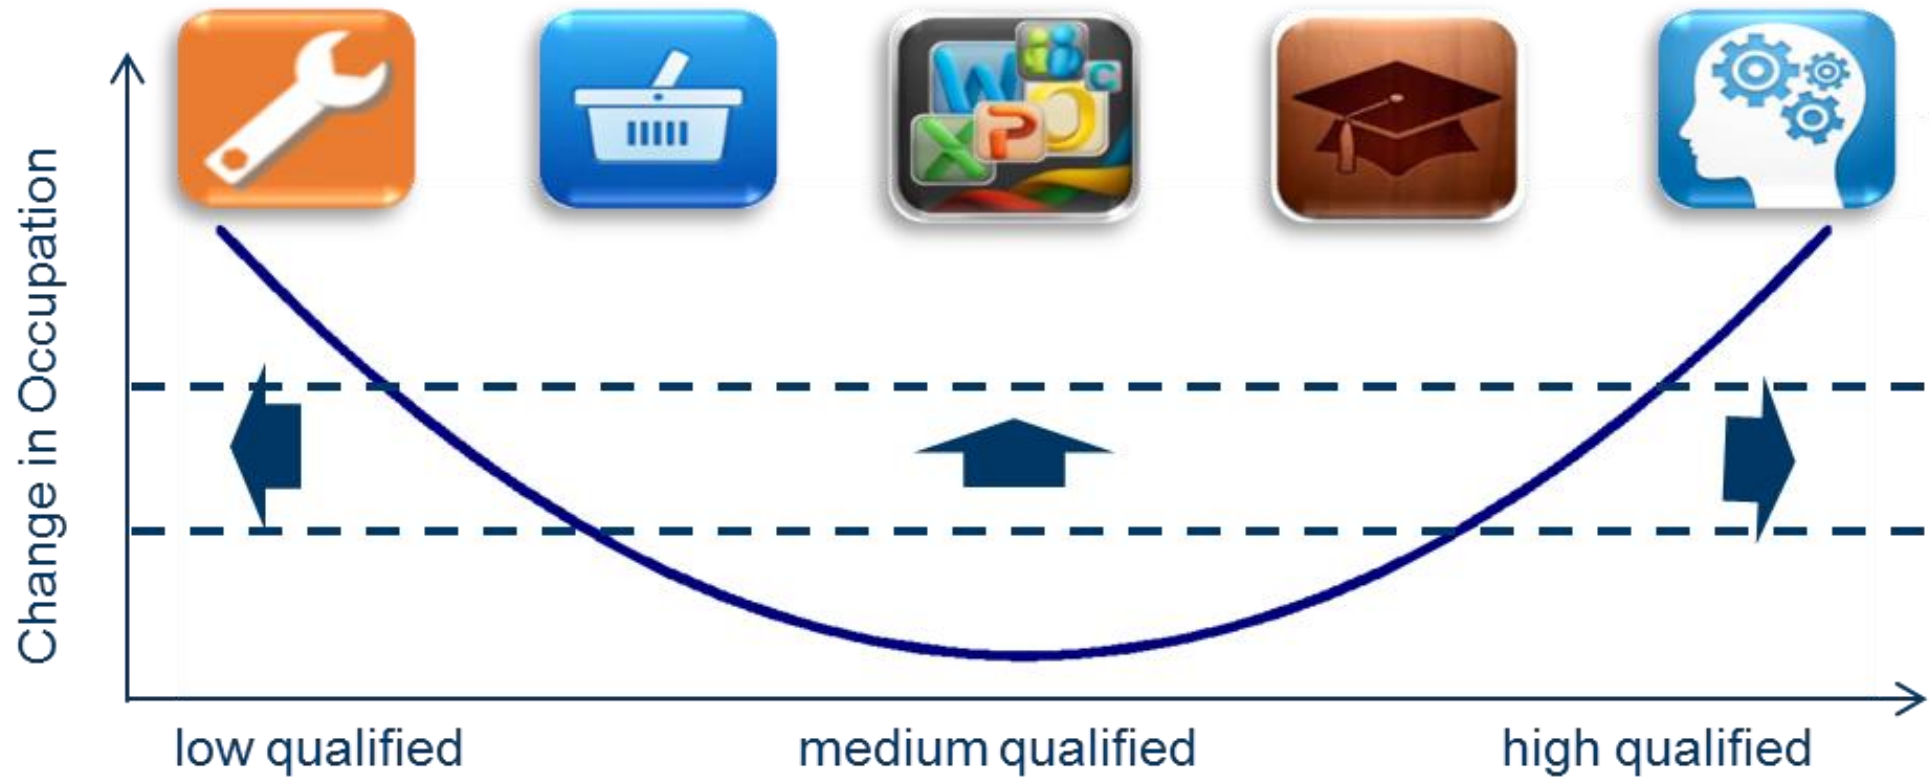 W
C
X
P
O
Change in Occupation
low qualified
medium qualified
high qualified